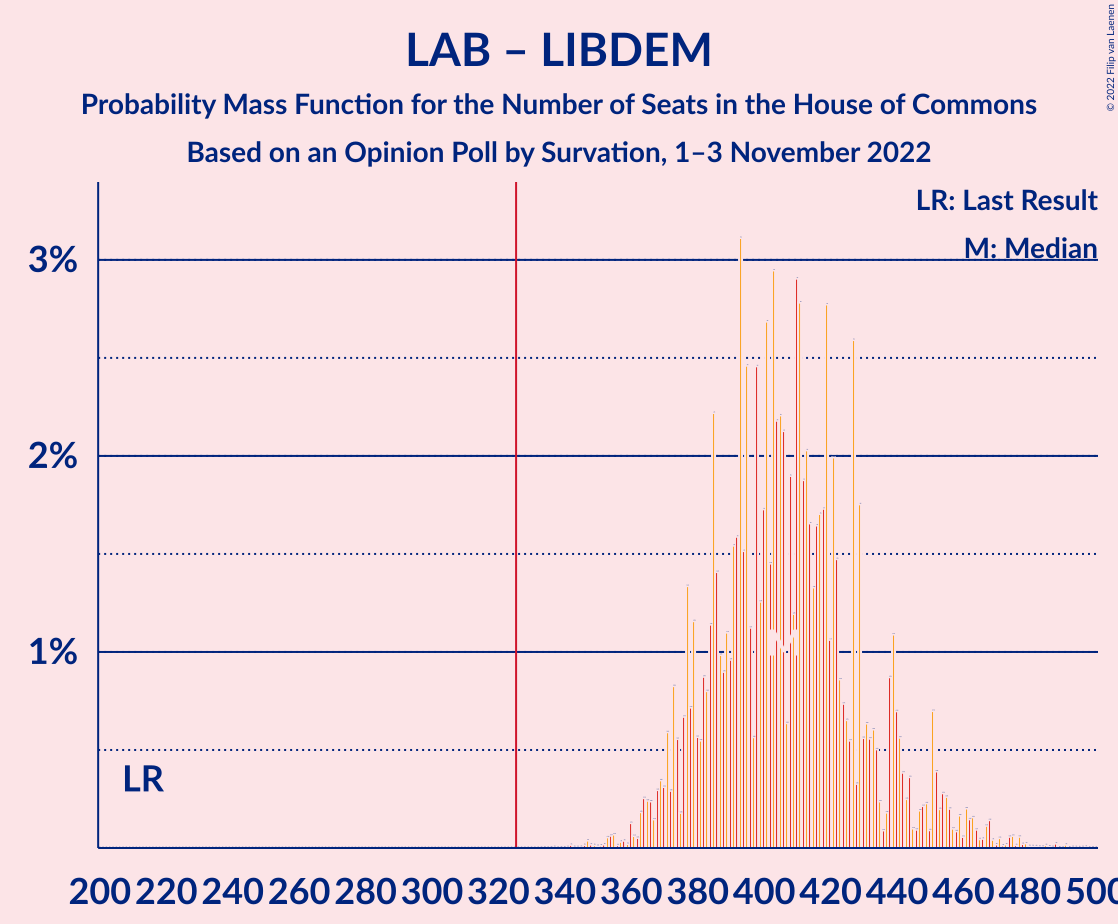 © 2022 Filip van Laenen
LAB – LIBDEM
Probability Mass Function for the Number of Seats in the House of Commons
Based on an Opinion Poll by Survation, 1–3 November 2022
LR: Last Result
M: Median
3%
2%
1%
LR
M
200 220 240 260 280 300 320 340 360 380 400 420 440 460 480 500